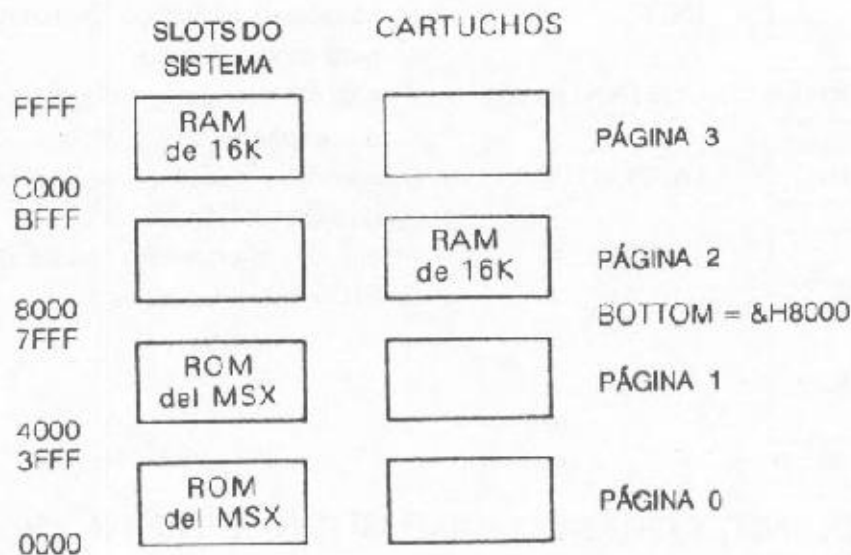 SLOTS DO
SISTEMA
CARTUCHOS
FFFF
RAM
de 16K
PÁGINA 3
C000
BFFF
RAM
de 16K
PÁGINA 2
8000
BOTTOM = &H8000
7FFF
ROM
del MSX
PÁGINA 1
4000
3FFF
ROM
del MSX
PÁGINA 0
0000